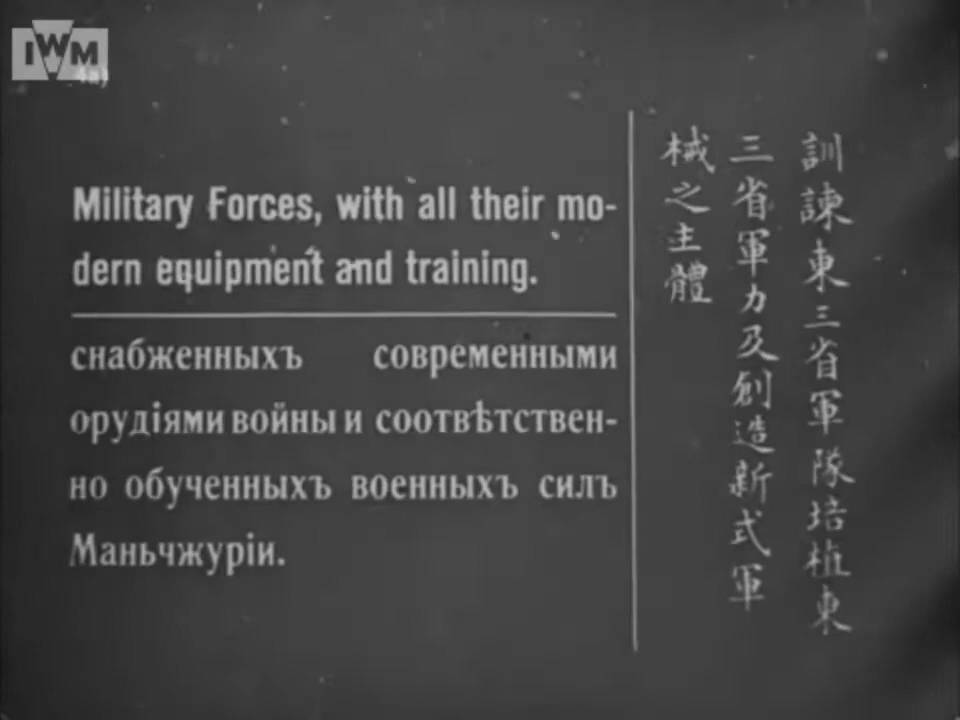 IWM
4a)
Military Forces, with all their mo-
dern equipment and training.
снабженныхъ современными
орудіями войны и соотвѣтствен-
но обученныхъ военныхъ силъ
Маньчжуріи.
訓諫東三省軍隊培植東
三省軍力及創造新式軍
械之主體